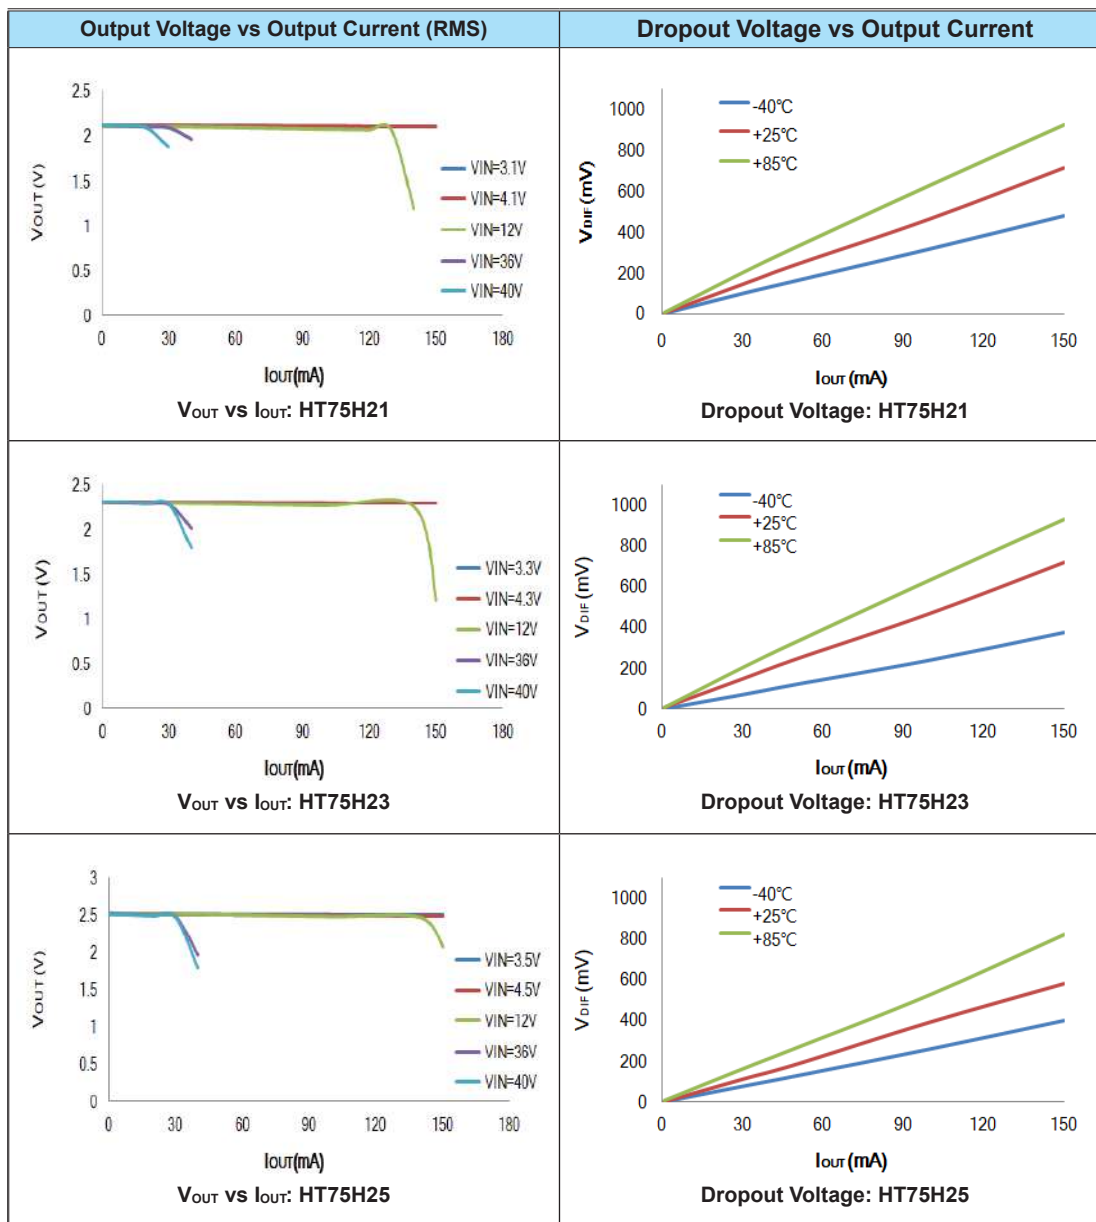 Output Voltage vs Output Current (RMS)
Dropout Voltage vs Output Current
2.5
2
1.5
1
0.5
0
VOUT (V)
0 30 60 90 120 150 180
IOUT(mA)
VIN=3.1V
VIN=4.1V
VIN=12V
VIN=36V
VIN=40V
VOUT vs IOUT: HT75H21
1000
800
600
400
200
0
VDIF (mV)
-40℃
+25℃
+85℃
0 30 60 90 120 150
IOUT (mA)
Dropout Voltage: HT75H21
2.5
2
1.5
1
0.5
0
VOUT (V)
0 30 60 90 120 150 180
IOUT(mA)
VIN=3.3V
VIN=4.3V
VIN=12V
VIN=36V
VIN=40V
VOUT vs IOUT: HT75H23
1000
800
600
400
200
0
VDIF (mV)
-40℃
+25℃
+85℃
0 30 60 90 120 150
IOUT (mA)
Dropout Voltage: HT75H23
3
2.5
2
1.5
1
0.5
0
VOUT (V)
0 30 60 90 120 150 180
IOUT(mA)
VIN=3.5V
VIN=4.5V
VIN=12V
VIN=36V
VIN=40V
VOUT vs IOUT: HT75H25
1000
800
600
400
200
0
VDIF (mV)
-40℃
+25℃
+85℃
0 30 60 90 120 150
IOUT (mA)
Dropout Voltage: HT75H25